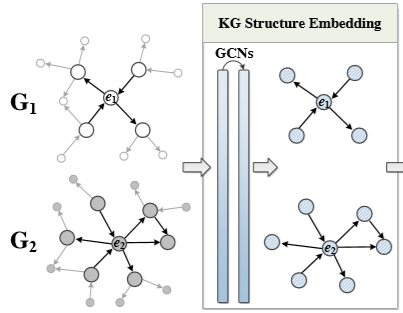 KG Structure Embedding
GCNs
G1
e1
e1
G2
e2
e2